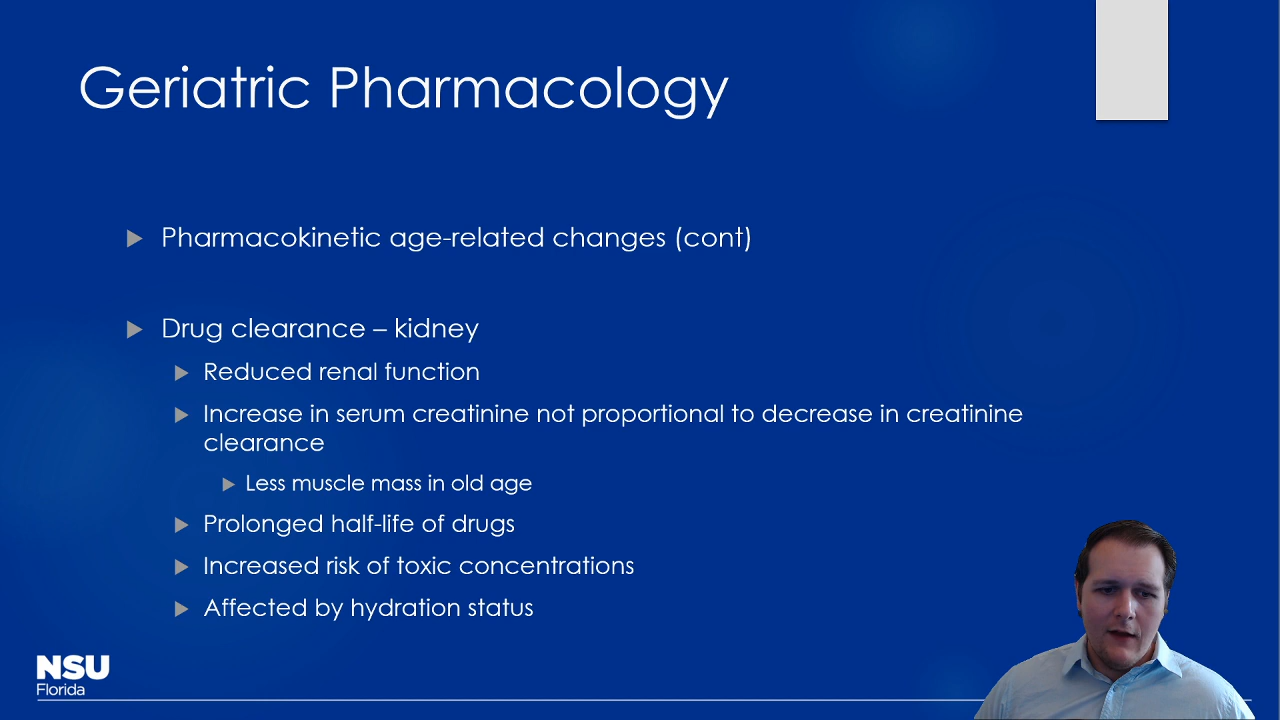 Geriatric Pharmacology
Pharmacokinetic age-related changes (cont)
Drug clearance – kidney
Reduced renal function
Increase in serum creatinine not proportional to decrease in creatinine
clearance
Less muscle mass in old age
Prolonged half-life of drugs
Increased risk of toxic concentrations
Affected by hydration status
NSU
Florida